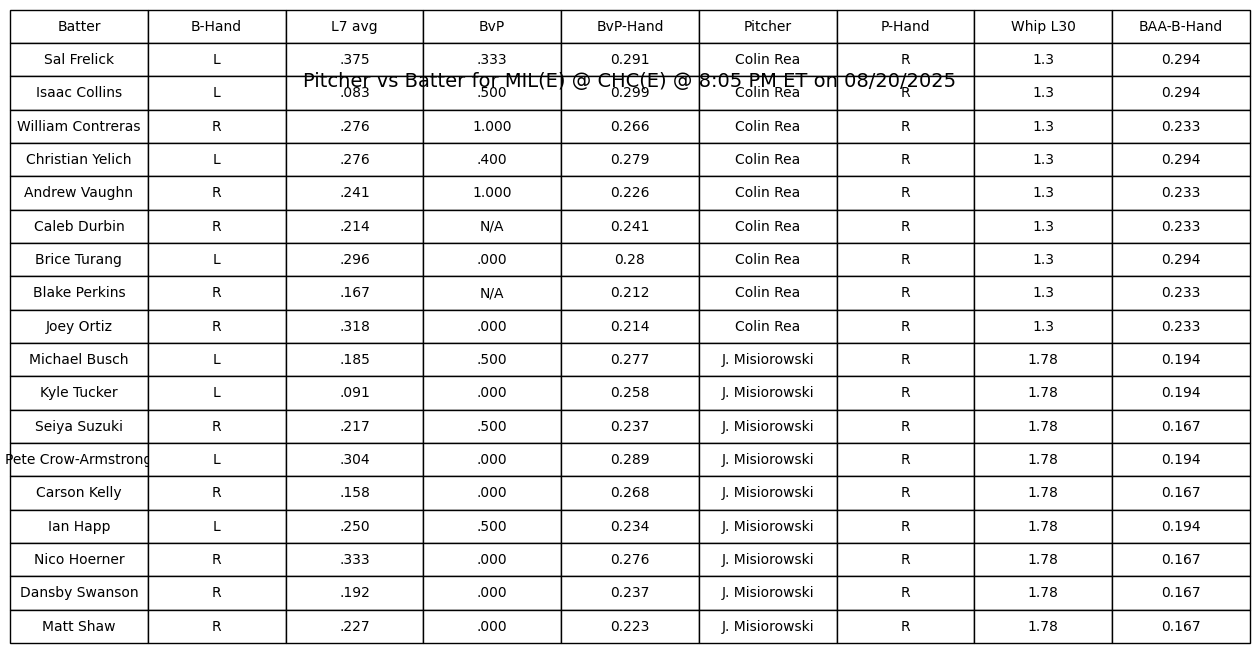 Batter B-Hand L7 avg BvP BvP-Hand Pitcher P-Hand Whip L30 BAA-B-Hand
Sal Frelick L .375 .333 0.291 Colin Rea R 1.3 0.294
Pitcher vs Batter for MIL(E) @ CHC(E) @ 8:05 PM ET on 08/20/2025
Isaac Collins L .083 .500 0.299 Colin Rea R 1.3 0.294
William Contreras R .276 1.000 0.266 Colin Rea R 1.3 0.233
Christian Yelich L .276 .400 0.279 Colin Rea R 1.3 0.294
Andrew Vaughn R .241 1.000 0.226 Colin Rea R 1.3 0.233
Caleb Durbin R .214 N/A 0.241 Colin Rea R 1.3 0.233
Brice Turang L .296 .000 0.28 Colin Rea R 1.3 0.294
Blake Perkins R .167 N/A 0.212 Colin Rea R 1.3 0.233
Joey Ortiz R .318 .000 0.214 Colin Rea R 1.3 0.233
Michael Busch L .185 .500 0.277 J. Misiorowski R 1.78 0.194
Kyle Tucker L .091 .000 0.258 J. Misiorowski R 1.78 0.194
Seiya Suzuki R .217 .500 0.237 J. Misiorowski R 1.78 0.167
Pete Crow-Armstrong L .304 .000 0.289 J. Misiorowski R 1.78 0.194
Carson Kelly R .158 .000 0.268 J. Misiorowski R 1.78 0.167
Ian Happ L .250 .500 0.234 J. Misiorowski R 1.78 0.194
Nico Hoerner R .333 .000 0.276 J. Misiorowski R 1.78 0.167
Dansby Swanson R .192 .000 0.237 J. Misiorowski R 1.78 0.167
Matt Shaw R .227 .000 0.223 J. Misiorowski R 1.78 0.167